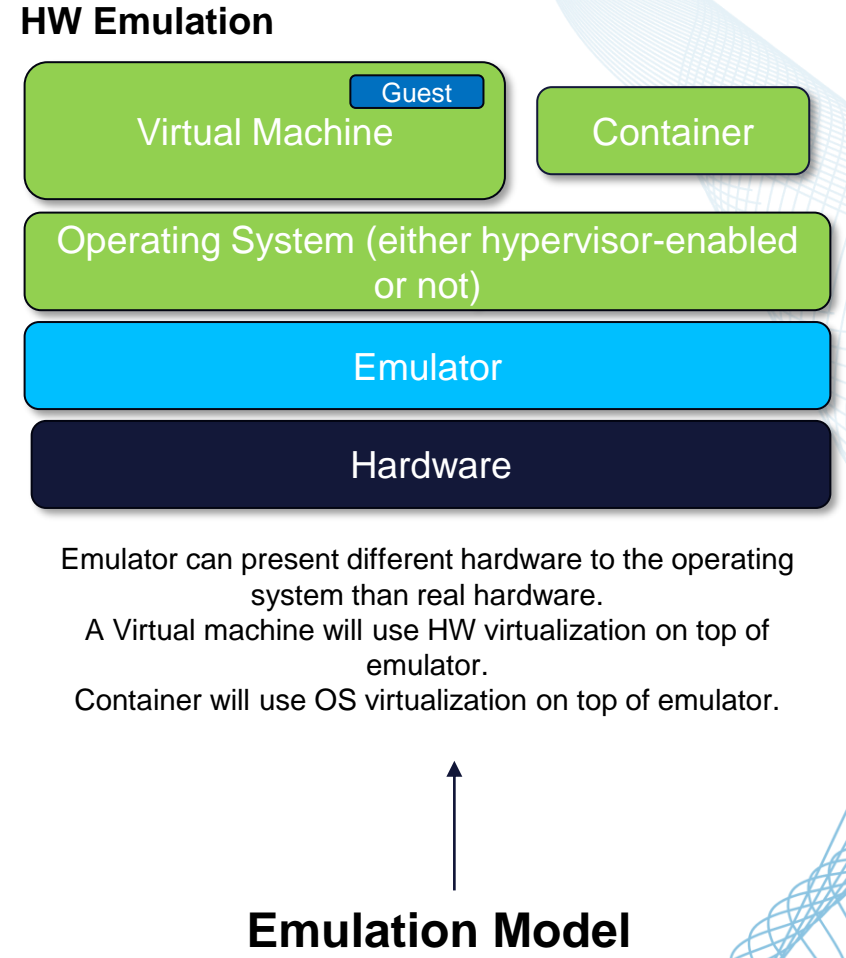 HW Emulation
Guest
Virtual Machine
Container
Operating System (either hypervisor-enabled
or not)
Emulator
Hardware
Emulator can present different hardware to the operating
system than real hardware.
A Virtual machine will use HW virtualization on top of
emulator.
Container will use OS virtualization on top of emulator.
Emulation Model